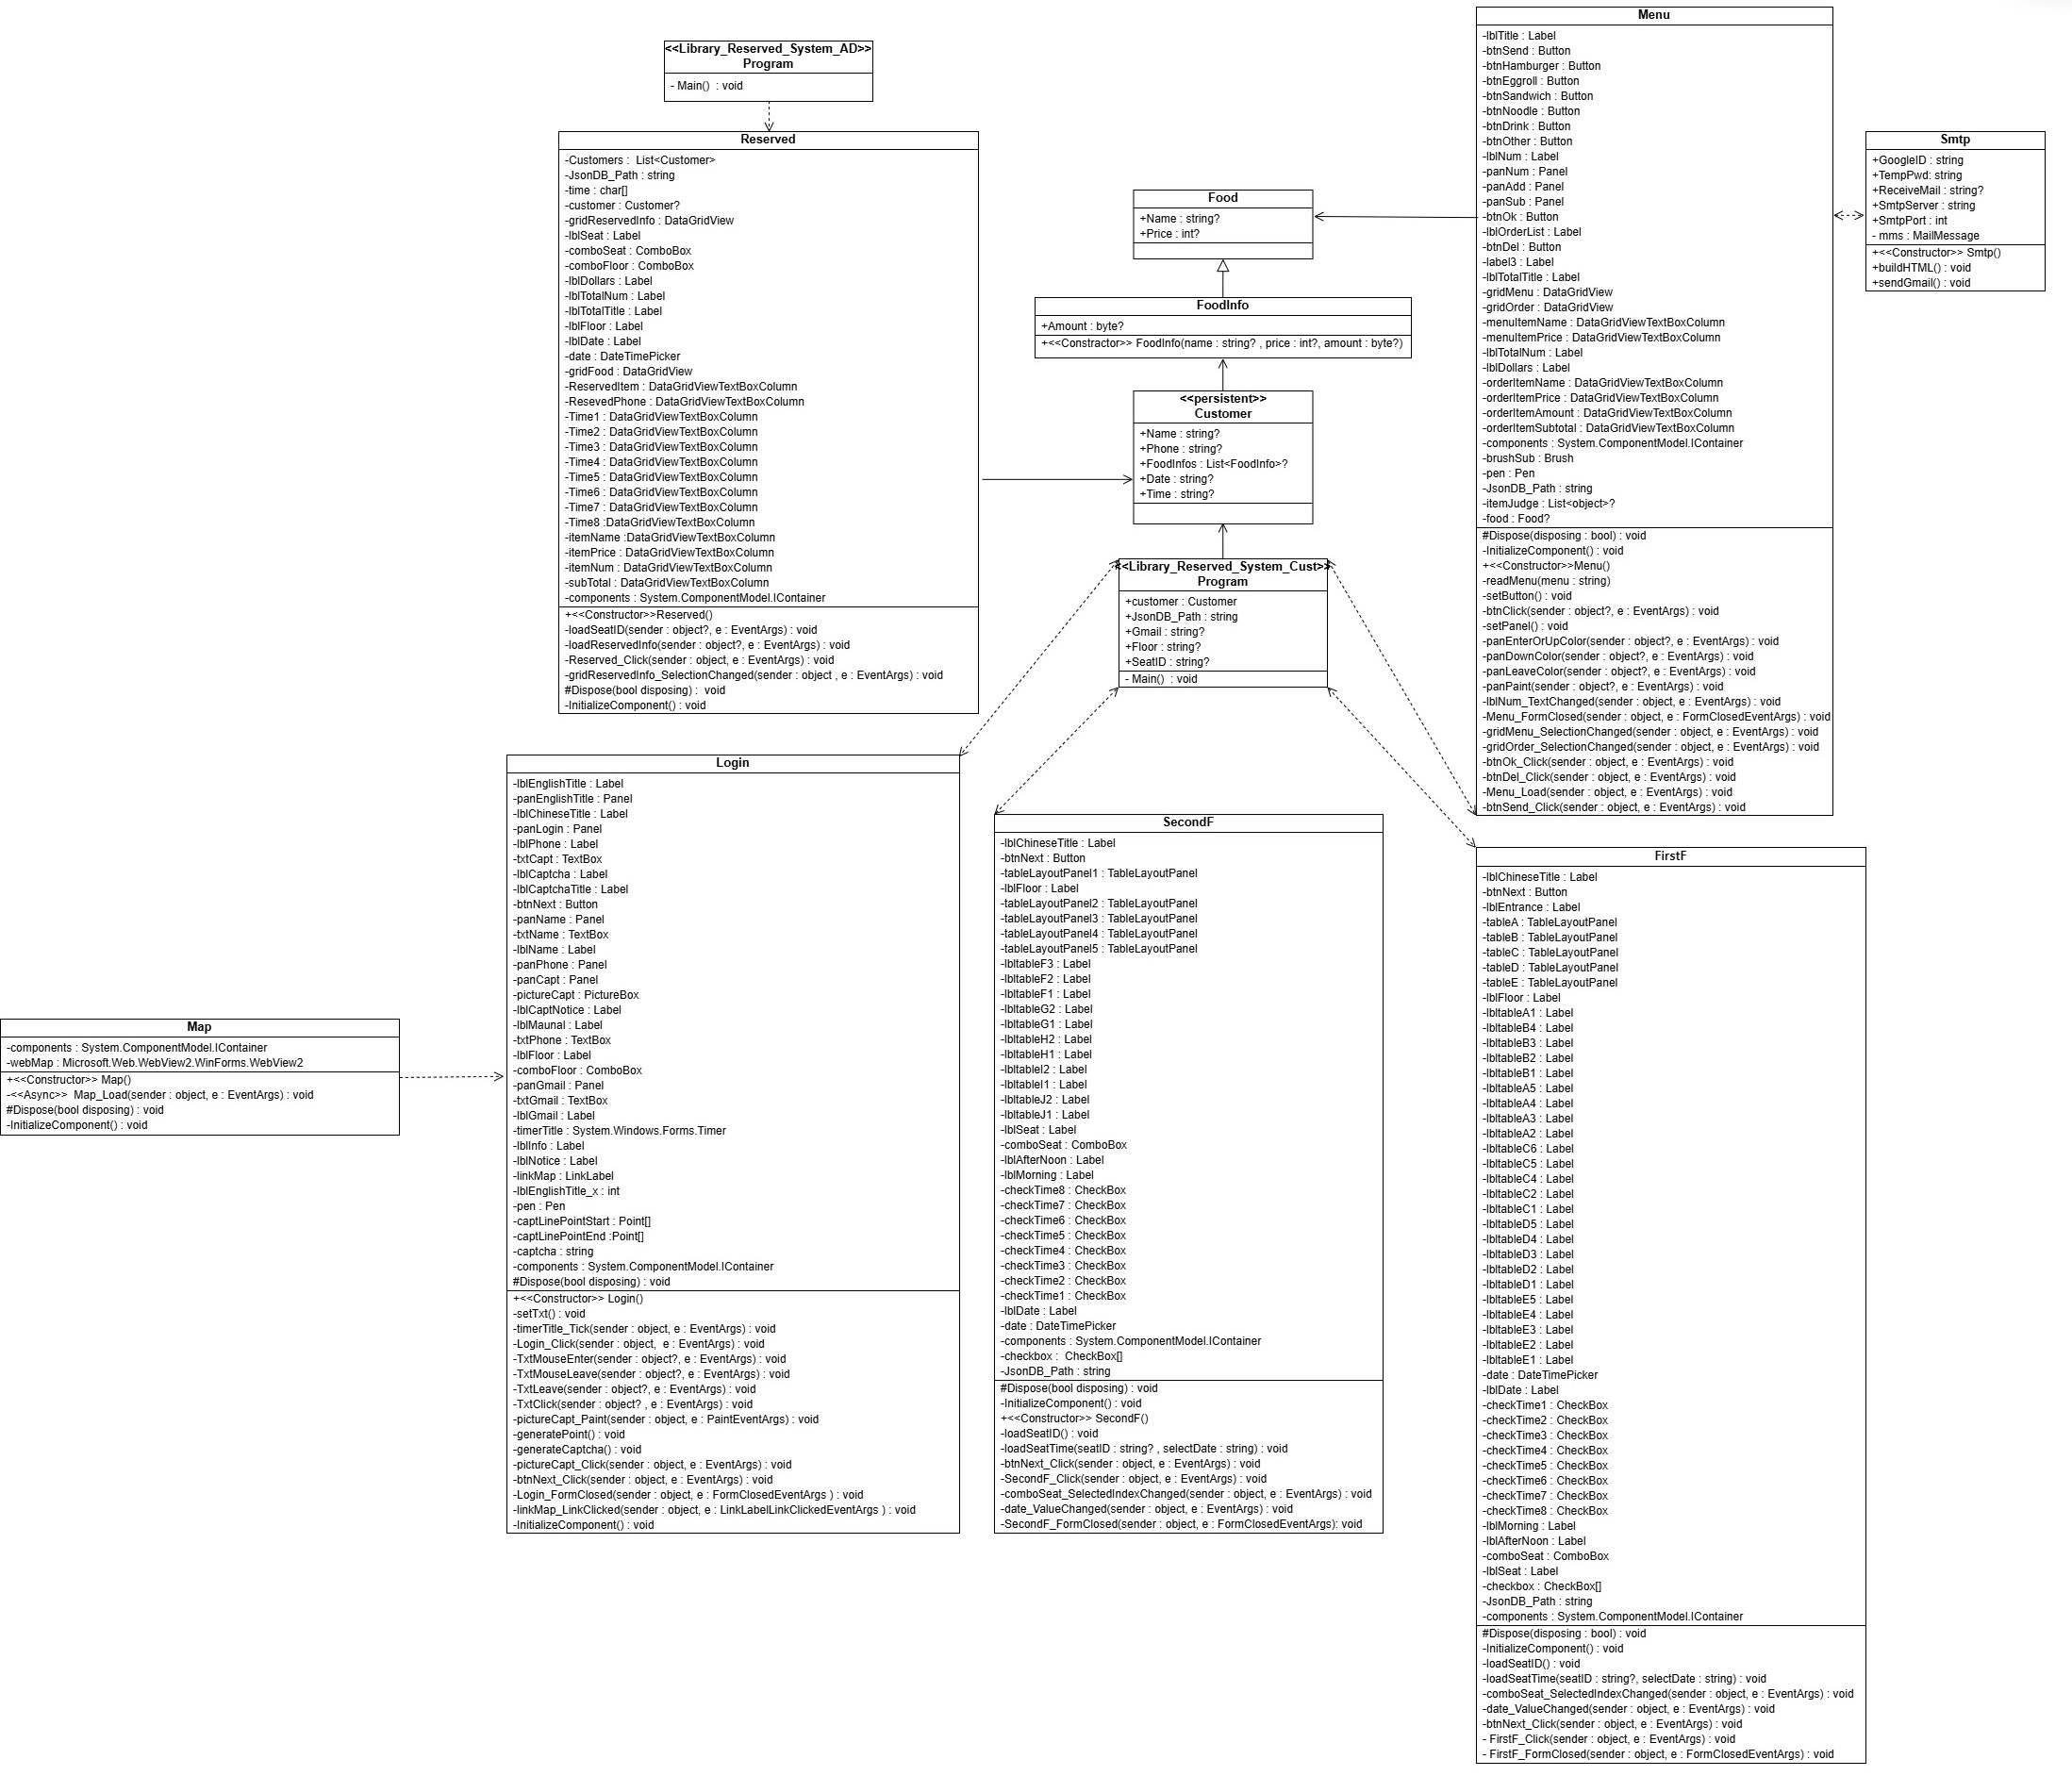 <<Library_Reserved_System_AD>>
Program
- Main()  : void
Reserved
-Customers :  List<Customer>
-JsonDB_Path : string
-time : char[]
-customer : Customer?
-gridReservedInfo : DataGridView
-lblSeat : Label
-comboSeat : ComboBox
-comboFloor : ComboBox
-lblDollars : Label
-lblTotalNum : Label
-lblTotalTitle : Label
-lblFloor : Label
-lblDate : Label
-date : DateTimePicker
-gridFood : DataGridView
-ReservedItem : DataGridViewTextBoxColumn
-ResevedPhone : DataGridViewTextBoxColumn
-Time1 : DataGridViewTextBoxColumn
-Time2 : DataGridViewTextBoxColumn
-Time3 : DataGridViewTextBoxColumn
-Time4 : DataGridViewTextBoxColumn
-Time5 : DataGridViewTextBoxColumn
-Time6 : DataGridViewTextBoxColumn
-Time7 : DataGridViewTextBoxColumn
-Time8 :DataGridViewTextBoxColumn
-itemName :DataGridViewTextBoxColumn
-itemPrice : DataGridViewTextBoxColumn
-itemNum : DataGridViewTextBoxColumn
-subTotal : DataGridViewTextBoxColumn
-components : System.ComponentModel.IContainer
+<<Constructor>>Reserved()
-loadSeatID(sender : object?, e : EventArgs) : void
-loadReservedInfo(sender : object?, e : EventArgs) : void
-Reserved_Click(sender : object, e : EventArgs) : void
-gridReservedInfo_SelectionChanged(sender : object , e : EventArgs) : void
#Dispose(bool disposing) :  void
-InitializeComponent() : void
Food
+Name : string?
+Price : int?
FoodInfo
+Amount : byte?
+<<Constractor>> FoodInfo(name : string? , price : int?, amount : byte?)
<<persistent>>
Customer
+Name : string?
+Phone : string?
+FoodInfos : List<FoodInfo>?
+Date : string?
+Time : string?
<<Library_Reserved_System_Cust>>
Program
+customer : Customer
+JsonDB_Path : string
+Gmail : string?
+Floor : string?
+SeatID : string?
- Main()  : void
Menu
-lblTitle : Label
-btnSend : Button
-btnHamburger : Button
-btnEggroll : Button
-btnSandwich : Button
-btnNoodle : Button
-btnDrink : Button
-btnOther : Button
-lblNum : Label
-panNum : Panel
-panAdd : Panel
-panSub : Panel
-btnOk : Button
-lblOrderList : Label
-btnDel : Button
-label3 : Label
-lblTotalTitle : Label
-gridMenu : DataGridView
-gridOrder : DataGridView
-menuItemName : DataGridViewTextBoxColumn
-menuItemPrice : DataGridViewTextBoxColumn
-lblTotalNum : Label
-lblDollars : Label
-orderItemName : DataGridViewTextBoxColumn
-orderItemPrice : DataGridViewTextBoxColumn
-orderItemAmount : DataGridViewTextBoxColumn
-orderItemSubtotal : DataGridViewTextBoxColumn
-components : System.ComponentModel.IContainer
-brushSub : Brush
-pen : Pen
-JsonDB_Path : string
-itemJudge : List<object>?
-food : Food?
#Dispose(disposing : bool) : void
-InitializeComponent() : void
+<<Constructor>>Menu()
-readMenu(menu : string)
-setButton() : void
-btnClick(sender : object?, e : EventArgs) : void
-setPanel() : void
-panEnterOrUpColor(sender : object?, e : EventArgs) : void
-panDownColor(sender : object?, e : EventArgs) : void
-panLeaveColor(sender : object?, e : EventArgs) : void
-panPaint(sender : object?, e : EventArgs) : void
-lblNum_TextChanged(sender : object, e : EventArgs) : void
-Menu_FormClosed(sender : object, e : FormClosedEventArgs) : void
-gridMenu_SelectionChanged(sender : object, e : EventArgs) : void
-gridOrder_SelectionChanged(sender : object, e : EventArgs) : void
-btnOk_Click(sender : object, e : EventArgs) : void
-btnDel_Click(sender : object, e : EventArgs) : void
-Menu_Load(sender : object, e : EventArgs) : void
-btnSend_Click(sender : object, e : EventArgs) : void
Smtp
+GoogleID : string
+TempPwd: string
+ReceiveMail : string?
+SmtpServer : string
+SmtpPort : int
- mms : MailMessage
+<<Constructor>> Smtp()
+buildHTML() : void
+sendGmail() : void
Map
-components : System.ComponentModel.IContainer
-webMap : Microsoft.Web.WebView2.WinForms.WebView2
+<<Constructor>> Map()
-<<Async>>  Map_Load(sender : object, e : EventArgs) : void
#Dispose(bool disposing) : void
-InitializeComponent() : void
Login
-lblEnglishTitle : Label
-panEnglishTitle : Panel
-lblChineseTitle : Label
-panLogin : Panel
-lblPhone : Label
-txtCapt : TextBox
-lblCaptcha : Label
-lblCaptchaTitle : Label
-btnNext : Button
-panName : Panel
-txtName : TextBox
-lblName : Label
-panPhone : Panel
-panCapt : Panel
-pictureCapt : PictureBox
-lblCaptNotice : Label
-lblMaunal : Label
-txtPhone : TextBox
-lblFloor : Label
-comboFloor : ComboBox
-panGmail : Panel
-txtGmail : TextBox
-lblGmail : Label
-timerTitle : System.Windows.Forms.Timer
-lblInfo : Label
-lblNotice : Label
-linkMap : LinkLabel
-lblEnglishTitle_x : int
-pen : Pen
-captLinePointStart : Point[]
-captLinePointEnd :Point[]
-captcha : string
-components : System.ComponentModel.IContainer
#Dispose(bool disposing) : void
+<<Constructor>> Login()
-setTxt() : void
-timerTitle_Tick(sender : object, e : EventArgs) : void
-Login_Click(sender : object,  e : EventArgs) : void
-TxtMouseEnter(sender : object?, e : EventArgs) : void
-TxtMouseLeave(sender : object?, e : EventArgs) : void
-TxtLeave(sender : object?, e : EventArgs) : void
-TxtClick(sender : object? , e : EventArgs) : void
-pictureCapt_Paint(sender : object, e : PaintEventArgs) : void
-generatePoint() : void
-generateCaptcha() : void
-pictureCapt_Click(sender : object, e : EventArgs) : void
-btnNext_Click(sender : object, e : EventArgs) : void
-Login_FormClosed(sender : object, e : FormClosedEventArgs ) : void
-linkMap_LinkClicked(sender : object, e : LinkLabelLinkClickedEventArgs ) : void
-InitializeComponent() : void
SecondF
-lblChineseTitle : Label
-btnNext : Button
-tableLayoutPanel1 : TableLayoutPanel
-lblFloor : Label
-tableLayoutPanel2 : TableLayoutPanel
-tableLayoutPanel3 : TableLayoutPanel
-tableLayoutPanel4 : TableLayoutPanel
-tableLayoutPanel5 : TableLayoutPanel
-lbltableF3 : Label
-lbltableF2 : Label
-lbltableF1 : Label
-lbltableG2 : Label
-lbltableG1 : Label
-lbltableH2 : Label
-lbltableH1 : Label
-lbltableI2 : Label
-lbltableI1 : Label
-lbltableJ2 : Label
-lbltableJ1 : Label
-lblSeat : Label
-comboSeat : ComboBox
-lblAfterNoon : Label
-lblMorning : Label
-checkTime8 : CheckBox
-checkTime7 : CheckBox
-checkTime6 : CheckBox
-checkTime5 : CheckBox
-checkTime4 : CheckBox
-checkTime3 : CheckBox
-checkTime2 : CheckBox
-checkTime1 : CheckBox
-lblDate : Label
-date : DateTimePicker
-components : System.ComponentModel.IContainer
-checkbox :  CheckBox[]
-JsonDB_Path : string
#Dispose(bool disposing) : void
-InitializeComponent() : void
+<<Constructor>> SecondF()
-loadSeatID() : void
-loadSeatTime(seatID : string? , selectDate : string) : void
-btnNext_Click(sender : object, e : EventArgs) : void
-SecondF_Click(sender : object, e : EventArgs) : void
-comboSeat_SelectedIndexChanged(sender : object, e : EventArgs) : void
-date_ValueChanged(sender : object, e : EventArgs) : void
-SecondF_FormClosed(sender : object, e : FormClosedEventArgs): void
FirstF
-lblChineseTitle : Label
-btnNext : Button
-lblEntrance : Label
-tableA : TableLayoutPanel
-tableB : TableLayoutPanel
-tableC : TableLayoutPanel
-tableD : TableLayoutPanel
-tableE : TableLayoutPanel
-lblFloor : Label
-lbltableA1 : Label
-lbltableB4 : Label
-lbltableB3 : Label
-lbltableB2 : Label
-lbltableB1 : Label
-lbltableA5 : Label
-lbltableA4 : Label
-lbltableA3 : Label
-lbltableA2 : Label
-lbltableC6 : Label
-lbltableC5 : Label
-lbltableC4 : Label
-lbltableC2 : Label
-lbltableC1 : Label
-lbltableD5 : Label
-lbltableD4 : Label
-lbltableD3 : Label
-lbltableD2 : Label
-lbltableD1 : Label
-lbltableE5 : Label
-lbltableE4 : Label
-lbltableE3 : Label
-lbltableE2 : Label
-lbltableE1 : Label
-date : DateTimePicker
-lblDate : Label
-checkTime1 : CheckBox
-checkTime2 : CheckBox
-checkTime3 : CheckBox
-checkTime4 : CheckBox
-checkTime5 : CheckBox
-checkTime6 : CheckBox
-checkTime7 : CheckBox
-checkTime8 : CheckBox
-lblMorning : Label
-lblAfterNoon : Label
-comboSeat : ComboBox
-lblSeat : Label
-checkbox : CheckBox[]
-JsonDB_Path : string
-components : System.ComponentModel.IContainer
#Dispose(disposing : bool) : void
-InitializeComponent() : void
-loadSeatID() : void
-loadSeatTime(seatID : string?, selectDate : string) : void
-comboSeat_SelectedIndexChanged(sender : object, e : EventArgs) : void
-date_ValueChanged(sender : object, e : EventArgs) : void
-btnNext_Click(sender : object, e : EventArgs) : void
- FirstF_Click(sender : object, e : EventArgs) : void
- FirstF_FormClosed(sender : object, e : FormClosedEventArgs) : void